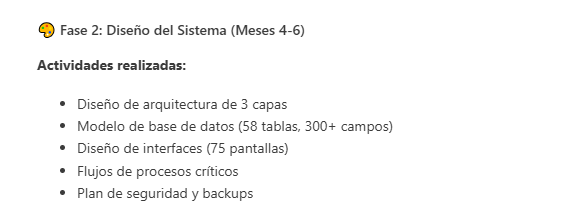 🎨 Fase 2: Diseño del Sistema (Meses 4-6)
Actividades realizadas:
• Diseño de arquitectura de 3 capas
• Modelo de base de datos (58 tablas, 300+ campos)
• Diseño de interfaces (75 pantallas)
• Flujos de procesos críticos
• Plan de seguridad y backups